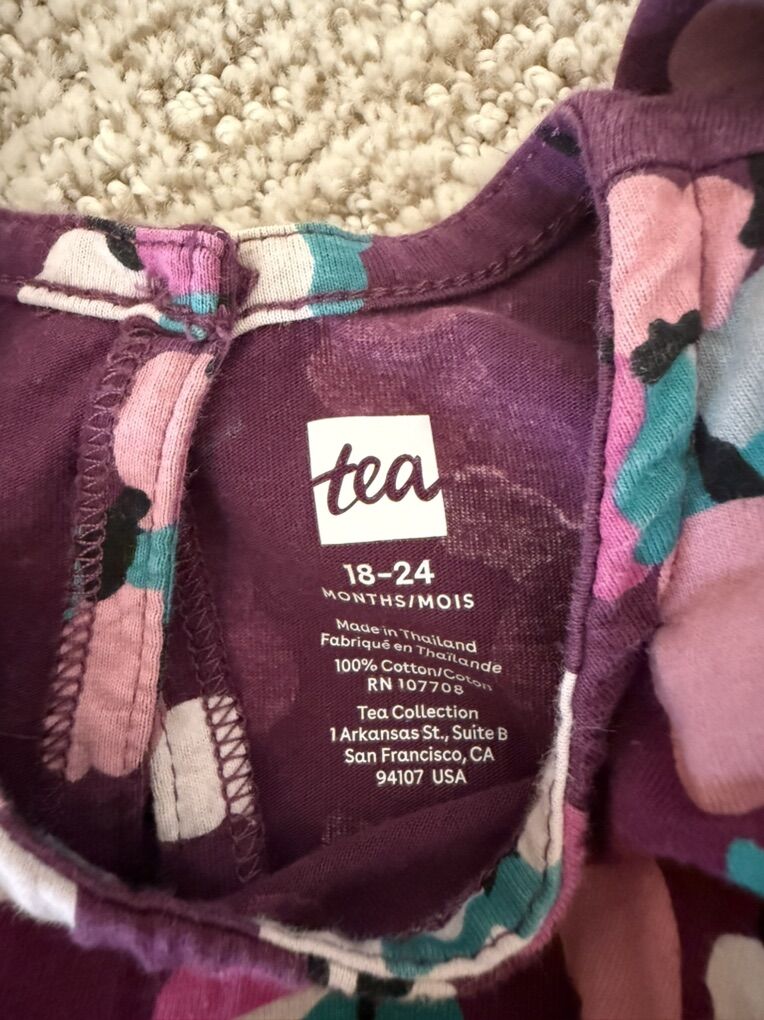 tea
18-24
MONTHS/MOIS
Made in Thailand
Fabriqué en Thaïlande
100% Cotton/Coton
RN 107708
Tea Collection
1 Arkansas St., Suite B
San Francisco, CA
94107 USA